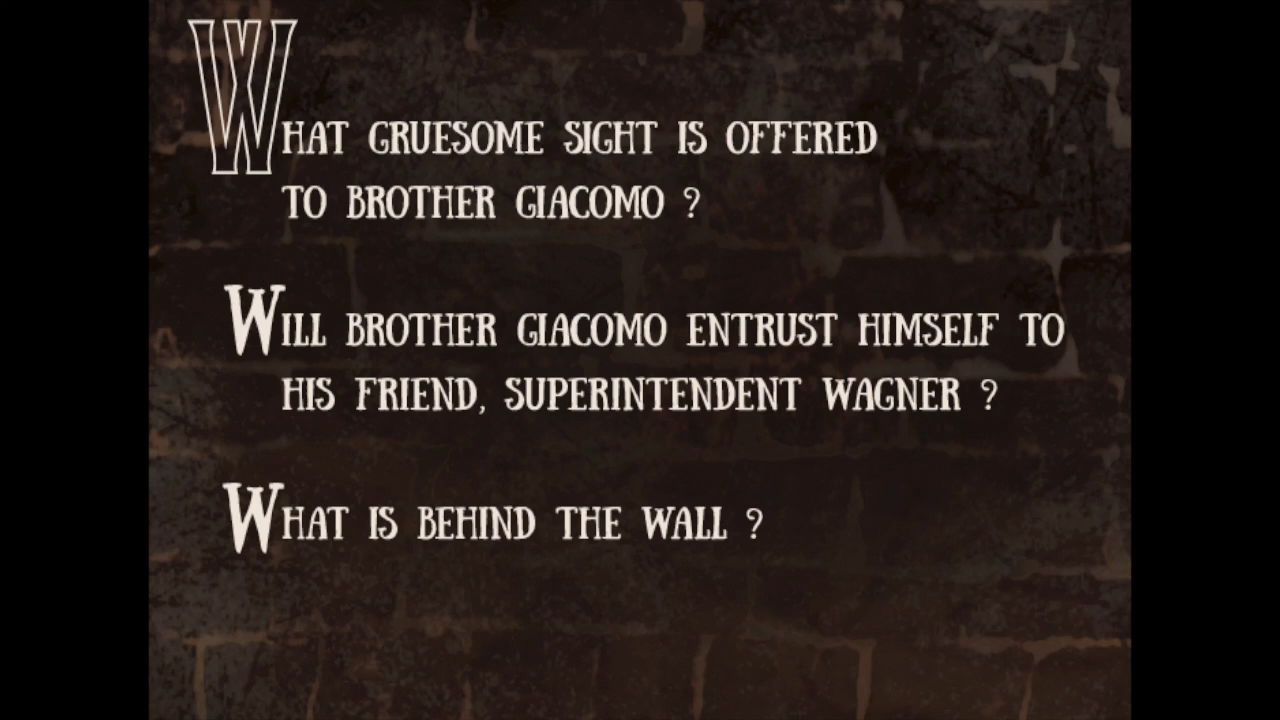 WHAT GRUESOME SIGHT IS OFFERED
TO BROTHER GIACOMO ?
WILL BROTHER GIACOMO ENTRUST HIMSELF TO
HIS FRIEND, SUPERINTENDENT WAGNER ?
WHAT IS BEHIND THE WALL ?